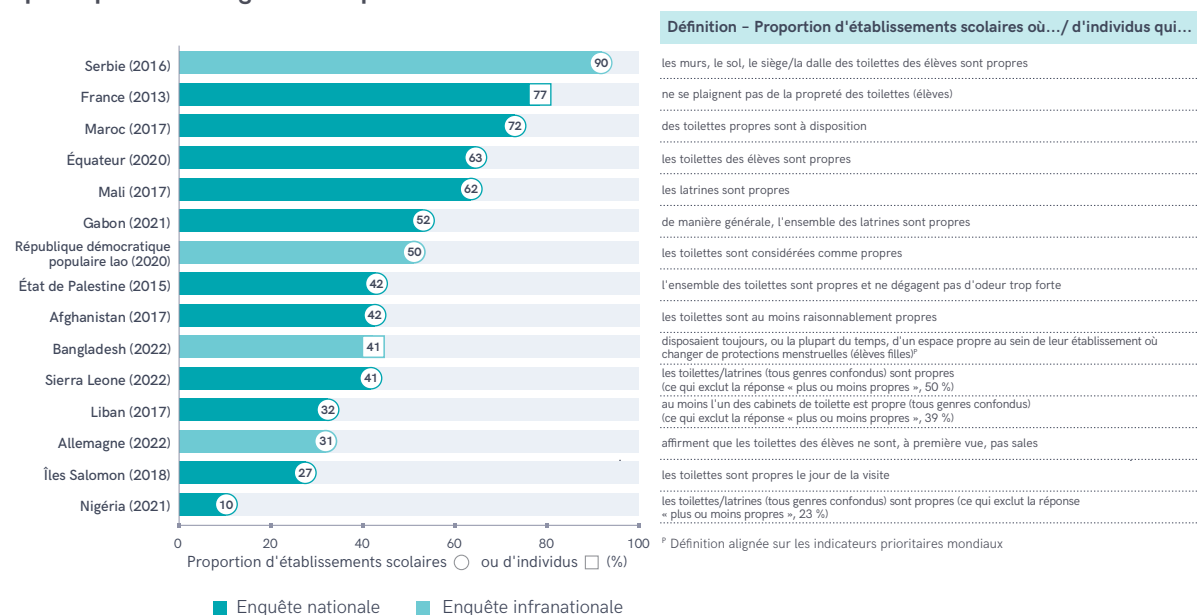 Définition – Proportion d'établissements scolaires où.../ d'individus qui...
Serbie (2016) 90 les murs, le sol, le siège/la dalle des toilettes des élèves sont propres
France (2013) 77 ne se plaignent pas de la propreté des toilettes (élèves)
Maroc (2017) 72 des toilettes propres sont à disposition
Équateur (2020) 63 les toilettes des élèves sont propres
Mali (2017) 62 les latrines sont propres
Gabon (2021) 52 de manière générale, l'ensemble des latrines sont propres
République démocratique
populaire lao (2020) 50 les toilettes sont considérées comme propres
État de Palestine (2015) 42 l'ensemble des toilettes sont propres et ne dégagent pas d'odeur trop forte
Afghanistan (2017) 42 les toilettes sont au moins raisonnablement propres
Bangladesh (2022) 41 disposaient toujours, ou la plupart du temps, d'un espace propre au sein de leur établissement où
changer de protections menstruelles (élèves filles)ᴾ
Sierra Leone (2022) 41 les toilettes/latrines (tous genres confondus) sont propres
(ce qui exclut la réponse « plus ou moins propres », 50 %)
Liban (2017) 32 au moins l'un des cabinets de toilette est propre (tous genres confondus)
(ce qui exclut la réponse « plus ou moins propres », 39 %)
Allemagne (2022) 31 affirment que les toilettes des élèves ne sont, à première vue, pas sales
Îles Salomon (2018) 27 les toilettes sont propres le jour de la visite
Nigéria (2021) 10 les toilettes/latrines (tous genres confondus) sont propres (ce qui exclut la réponse
« plus ou moins propres », 23 %)
0 20 40 60 80 100
Proportion d'établissements scolaires ou d'individus (%)
ᴾ Définition alignée sur les indicateurs prioritaires mondiaux
Enquête nationale Enquête infranationale